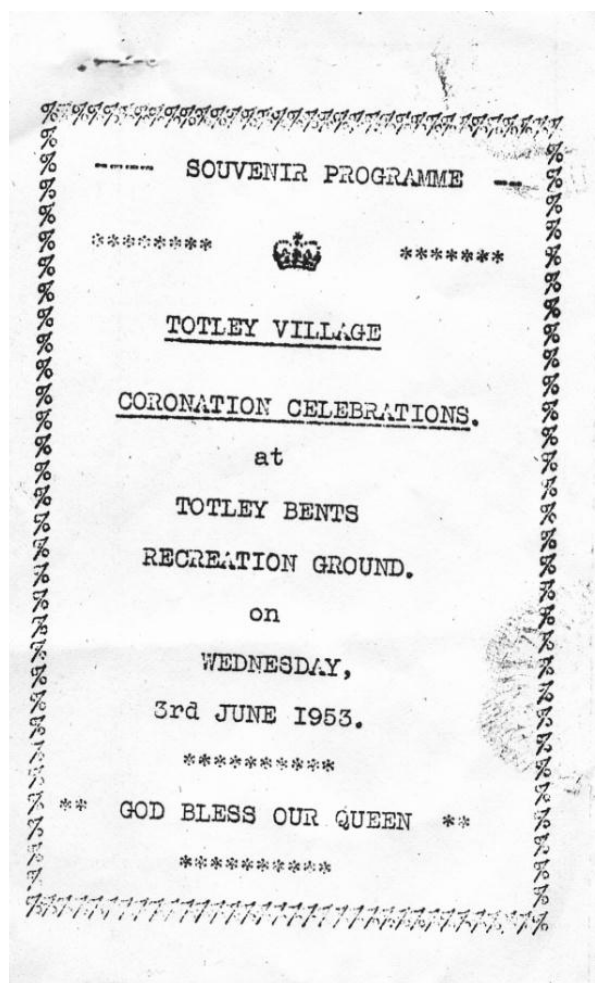 ----- SOUVENIR PROGRAMME --
******** *******
TOTLEY VILLAGE
CORONATION CELEBRATIONS.
at
TOTLEY BENTS
RECREATION GROUND.
on
WEDNESDAY,
3rd JUNE I953.
**********
** GOD BLESS OUR QUEEN **
**********